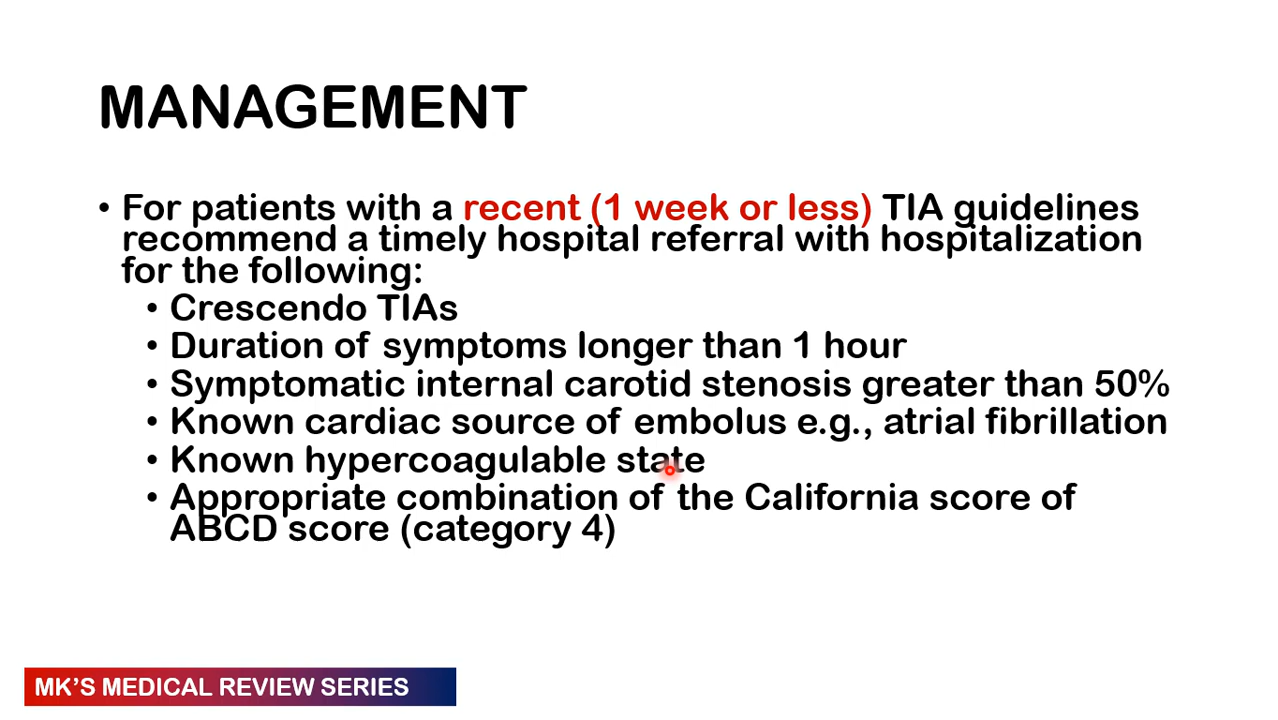 MANAGEMENT
• For patients with a recent (1 week or less) TIA guidelines
recommend a timely hospital referral with hospitalization
for the following:
• Crescendo TIAs
• Duration of symptoms longer than 1 hour
• Symptomatic internal carotid stenosis greater than 50%
• Known cardiac source of embolus e.g., atrial fibrillation
• Known hypercoagulable state
• Appropriate combination of the California score of
ABCD score (category 4)
MK’S MEDICAL REVIEW SERIES